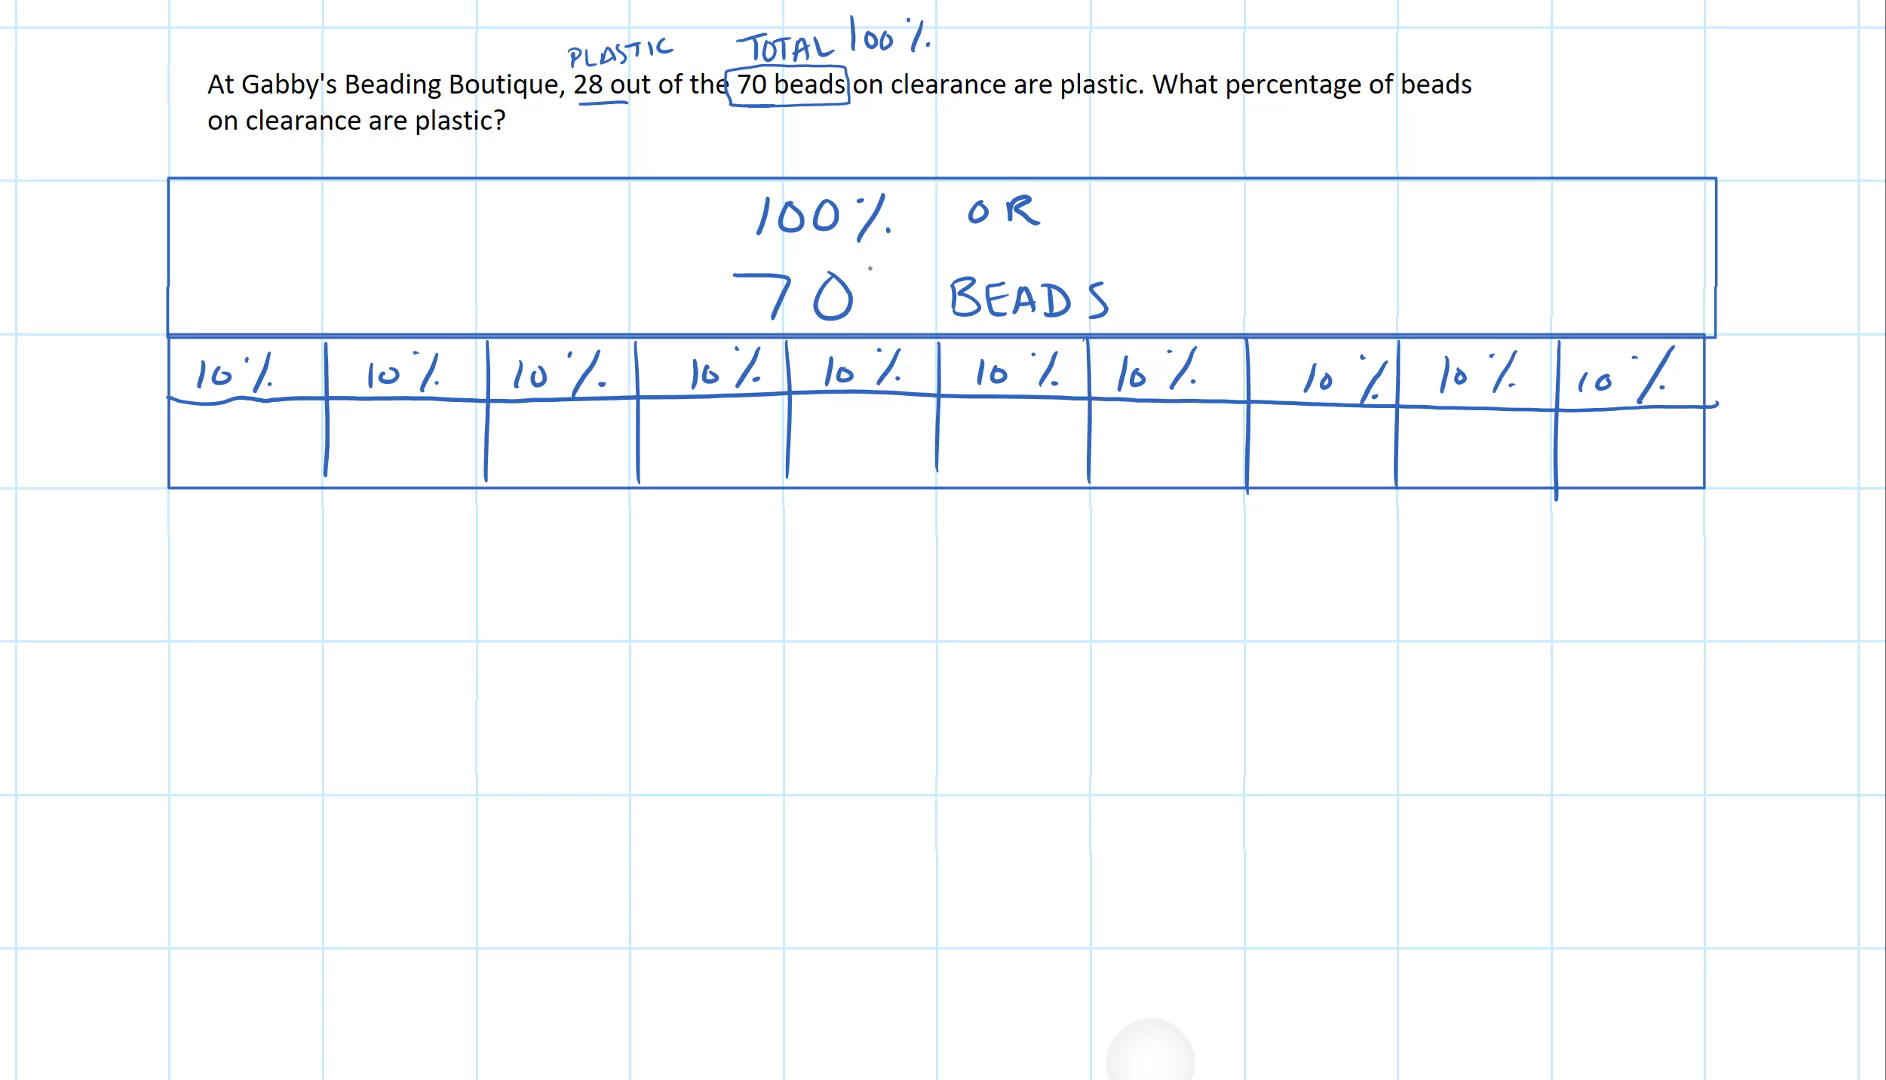 PLASTIC TOTAL 100%
At Gabby's Beading Boutique, 28 out of the 70 beads on clearance are plastic. What percentage of beads
on clearance are plastic?
100% OR
70 BEADS
10% 10% 10% 10% 10% 10% 10% 10% 10% 10%